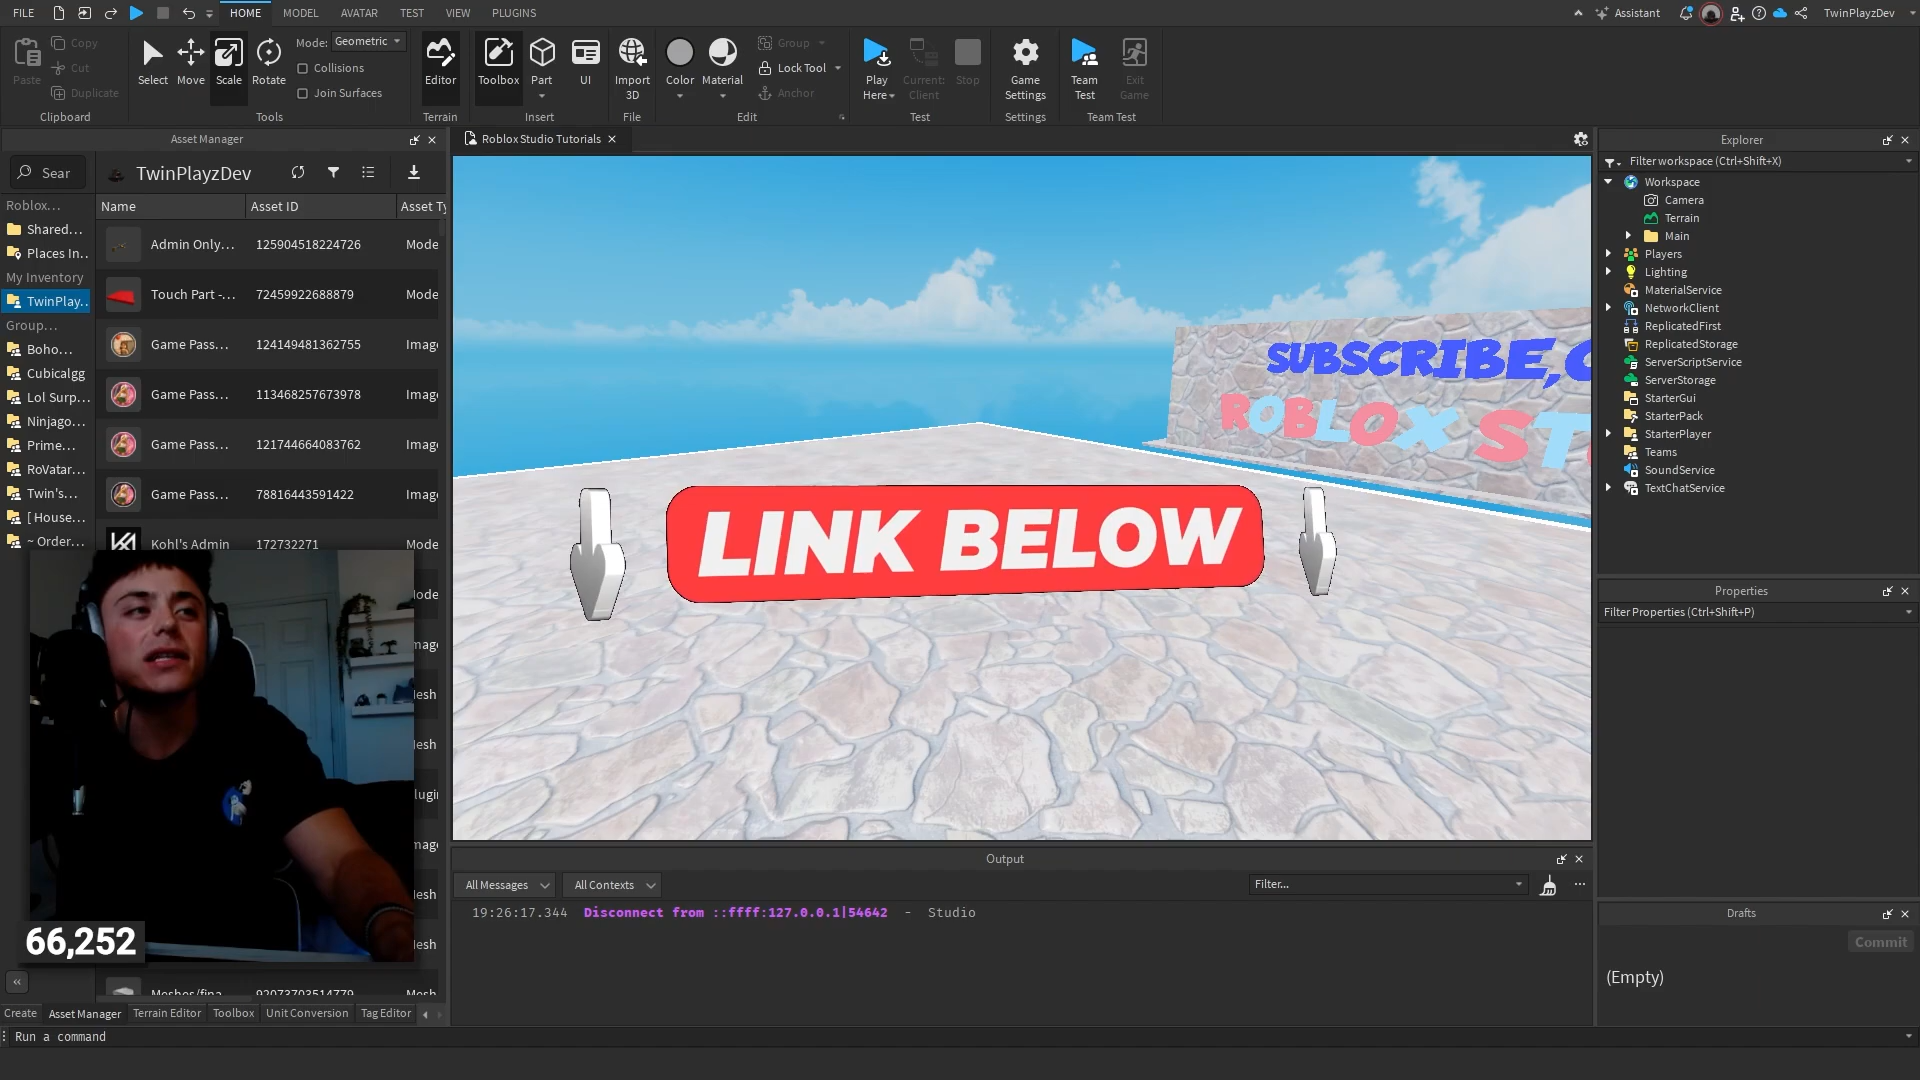 FILE HOME MODEL AVATAR TEST VIEW PLUGINS Assistant TwinPlayzDev
Paste Copy Cut Duplicate Clipboard
Select Move Scale Rotate Mode: Geometric Collisions Join Surfaces Tools
Editor Terrain
Toolbox Part UI Insert
Import 3D File
Color Material Group Lock Tool Anchor Edit
Play Here Current: Client Stop Test
Game Settings Settings
Team Test Exit Game Team Test
Asset Manager
Sear TwinPlayzDev
Roblox...
Shared...
Places In..
My Inventory
TwinPlay..
Group...
Boho...
Cubicalgg
Lol Surp...
Ninjago...
Prime...
RoVatar...
Twin's...
[ House...
~ Order...
Name Asset ID Asset Ty
Admin Only... 125904518224726 Mode
Touch Part -... 72459922688879 Mode
Game Pass... 124149481362755 Image
Game Pass... 113468257673978 Image
Game Pass... 121744664083762 Image
Game Pass... 78816443591422 Image
Kohl's Admin 172732271 Mode
66,252
Create Asset Manager Terrain Editor Toolbox Unit Conversion Tag Editor
Run a command
Roblox Studio Tutorials
SUBSCRIBE,
ROBLOX ST
LINK BELOW
Output
All Messages All Contexts Filter...
19:26:17.344 Disconnect from ::ffff:127.0.0.1|54642 - Studio
Explorer
Filter workspace (Ctrl+Shift+X)
Workspace
Camera
Terrain
Main
Players
Lighting
MaterialService
NetworkClient
ReplicatedFirst
ReplicatedStorage
ServerScriptService
ServerStorage
StarterGui
StarterPack
StarterPlayer
Teams
SoundService
TextChatService
Properties
Filter Properties (Ctrl+Shift+P)
Drafts
Commit
(Empty)